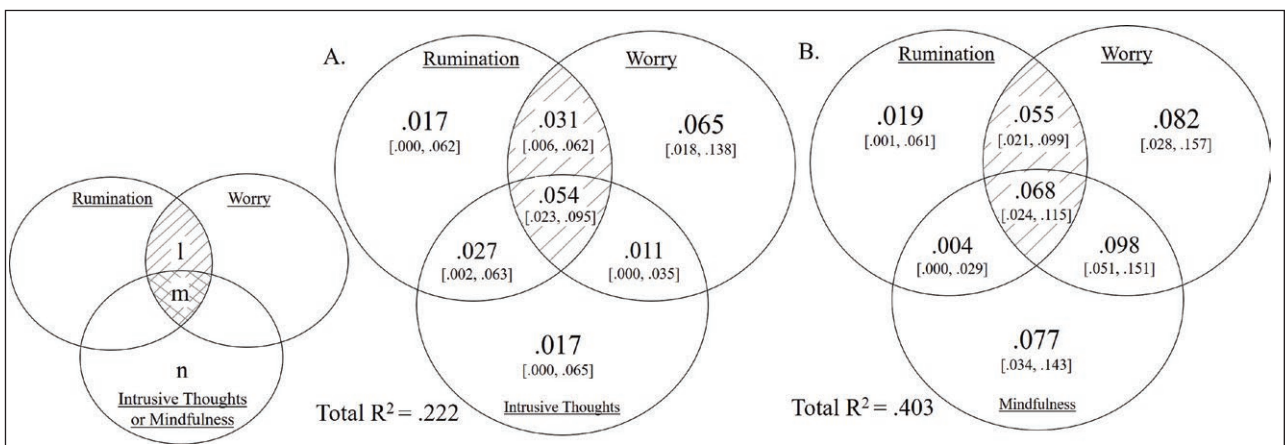 Rumination
Worry
l
m
n
Intrusive Thoughts
or Mindfulness
A.
Rumination
Worry
.017
[.000, .062]
.031
[.006, .062]
.065
[.018, .138]
.054
[.023, .095]
.027
[.002, .063]
.011
[.000, .035]
.017
[.000, .065]
Intrusive Thoughts
Total R² = .222
B.
Rumination
Worry
.019
[.001, .061]
.055
[.021, .099]
.082
[.028, .157]
.068
[.024, .115]
.004
[.000, .029]
.098
[.051, .151]
.077
[.034, .143]
Mindfulness
Total R² = .403